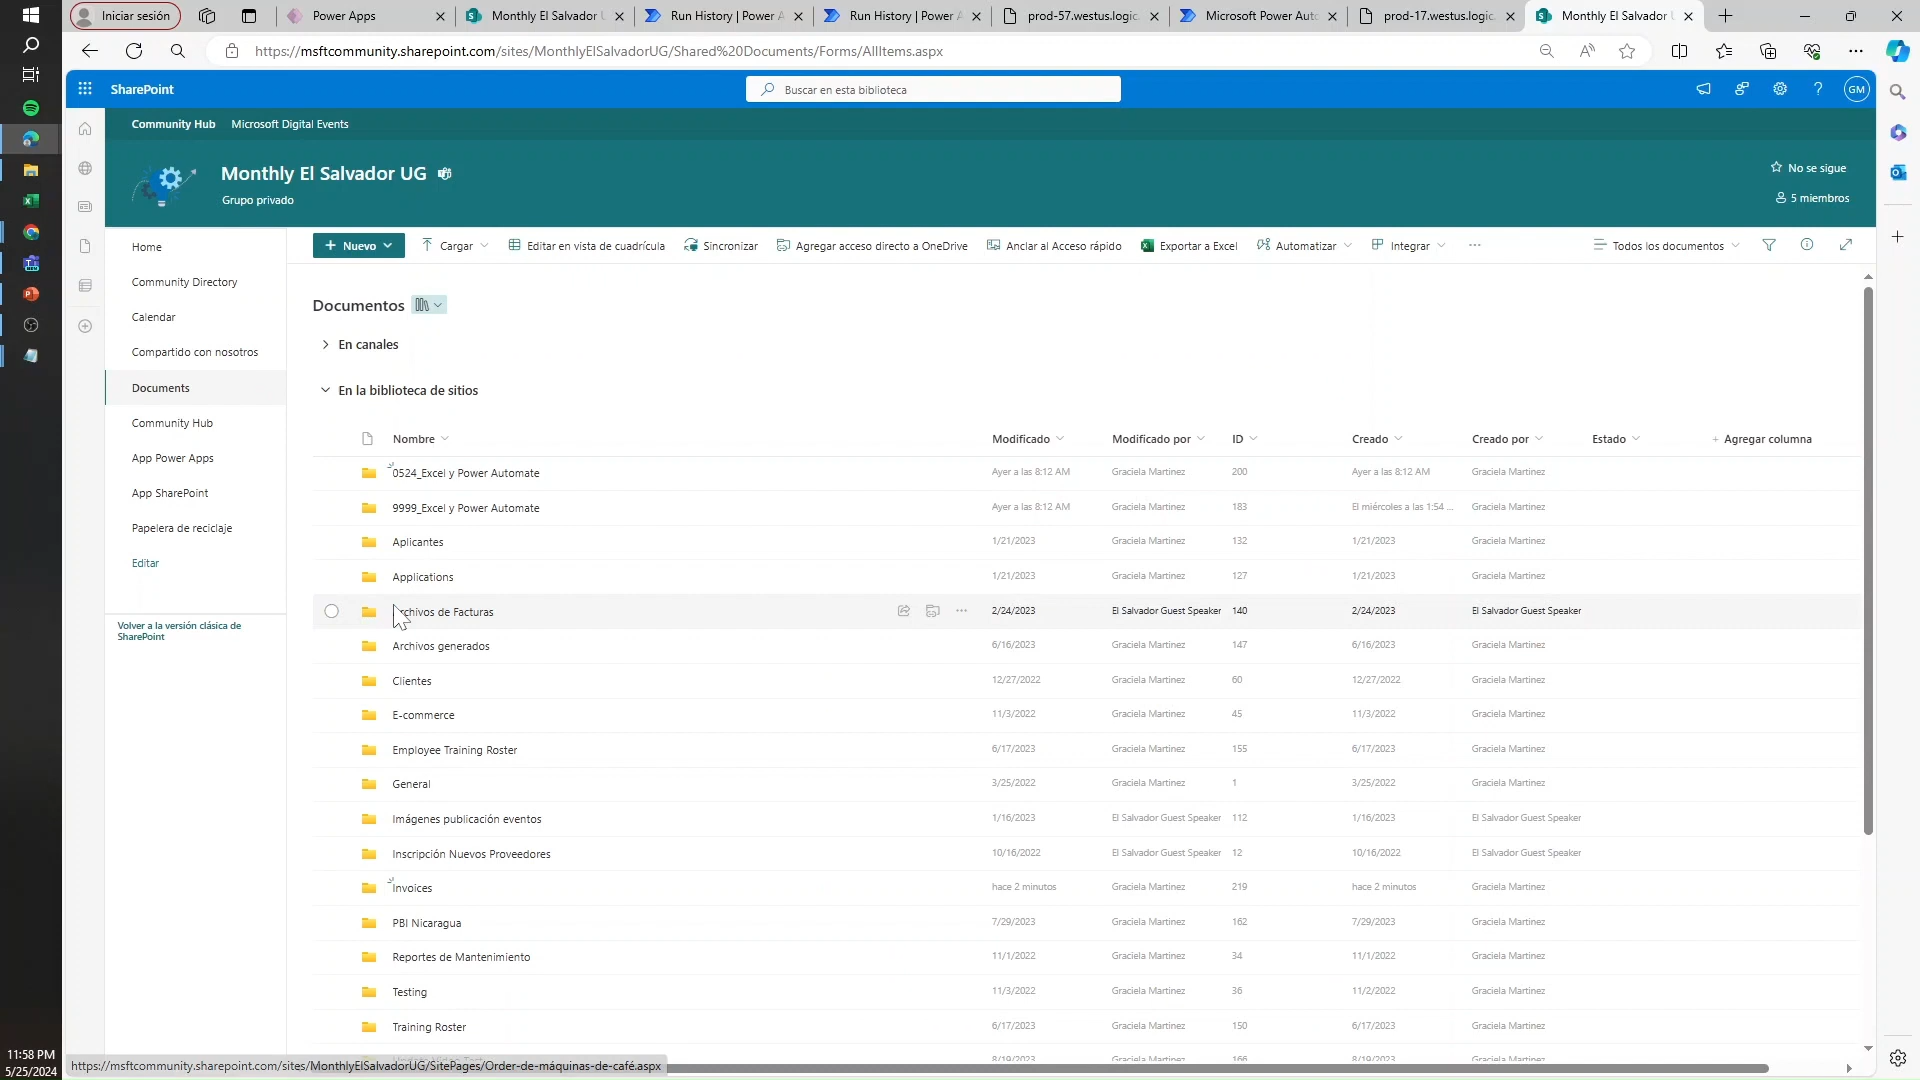 Iniciar sesión
Power Apps
Monthly El Salvador U
Run History | Power A
Run History | Power A
prod-57.westus.logic.
Microsoft Power Aut
prod-17.westus.logic.
Monthly El Salvador U
https://msftcommunity.sharepoint.com/sites/MonthlyElSalvadorUG/Shared%20Documents/Forms/AllItems.aspx
SharePoint
Buscar en esta biblioteca
GM
Community Hub
Microsoft Digital Events
Monthly El Salvador UG
Grupo privado
No se sigue
5 miembros
Home
Community Directory
Calendar
Compartido con nosotros
Documents
Community Hub
App Power Apps
App SharePoint
Papelera de reciclaje
Editar
Volver a la versión clásica de
SharePoint
+ Nuevo
Cargar
Editar en vista de cuadrícula
Sincronizar
Agregar acceso directo a OneDrive
Anclar al Acceso rápido
Exportar a Excel
Automatizar
Integrar
Todos los documentos
Documentos
En canales
En la biblioteca de sitios
Nombre Modificado Modificado por ID Creado Creado por Estado + Agregar columna
0524_Excel y Power Automate Ayer a las 8:12 AM Graciela Martinez 200 Ayer a las 8:12 AM Graciela Martinez
9999_Excel y Power Automate Ayer a las 8:12 AM Graciela Martinez 183 El miércoles a las 1:54 ... Graciela Martinez
Aplicantes 1/21/2023 Graciela Martinez 132 1/21/2023 Graciela Martinez
Applications 1/21/2023 Graciela Martinez 127 1/21/2023 Graciela Martinez
Archivos de Facturas 2/24/2023 El Salvador Guest Speaker 140 2/24/2023 El Salvador Guest Speaker
Archivos generados 6/16/2023 Graciela Martinez 147 6/16/2023 Graciela Martinez
Clientes 12/27/2022 Graciela Martinez 60 12/27/2022 Graciela Martinez
E-commerce 11/3/2022 Graciela Martinez 45 11/3/2022 Graciela Martinez
Employee Training Roster 6/17/2023 Graciela Martinez 155 6/17/2023 Graciela Martinez
General 3/25/2022 Graciela Martinez 1 3/25/2022 Graciela Martinez
Imágenes publicación eventos 1/16/2023 El Salvador Guest Speaker 112 1/16/2023 El Salvador Guest Speaker
Inscripción Nuevos Proveedores 10/16/2022 El Salvador Guest Speaker 12 10/16/2022 El Salvador Guest Speaker
Invoices hace 2 minutos Graciela Martinez 219 hace 2 minutos Graciela Martinez
PBI Nicaragua 7/29/2023 Graciela Martinez 162 7/29/2023 Graciela Martinez
Reportes de Mantenimiento 11/1/2022 Graciela Martinez 34 11/1/2022 Graciela Martinez
Testing 11/3/2022 Graciela Martinez 36 11/2/2022 Graciela Martinez
Training Roster 6/17/2023 Graciela Martinez 150 6/17/2023 Graciela Martinez
8/19/2023 Graciela Martinez 166 8/19/2023 Graciela Martinez
https://msftcommunity.sharepoint.com/sites/MonthlyElSalvadorUG/SitePages/Order-de-máquinas-de-café.aspx
11:58 PM
5/25/2024